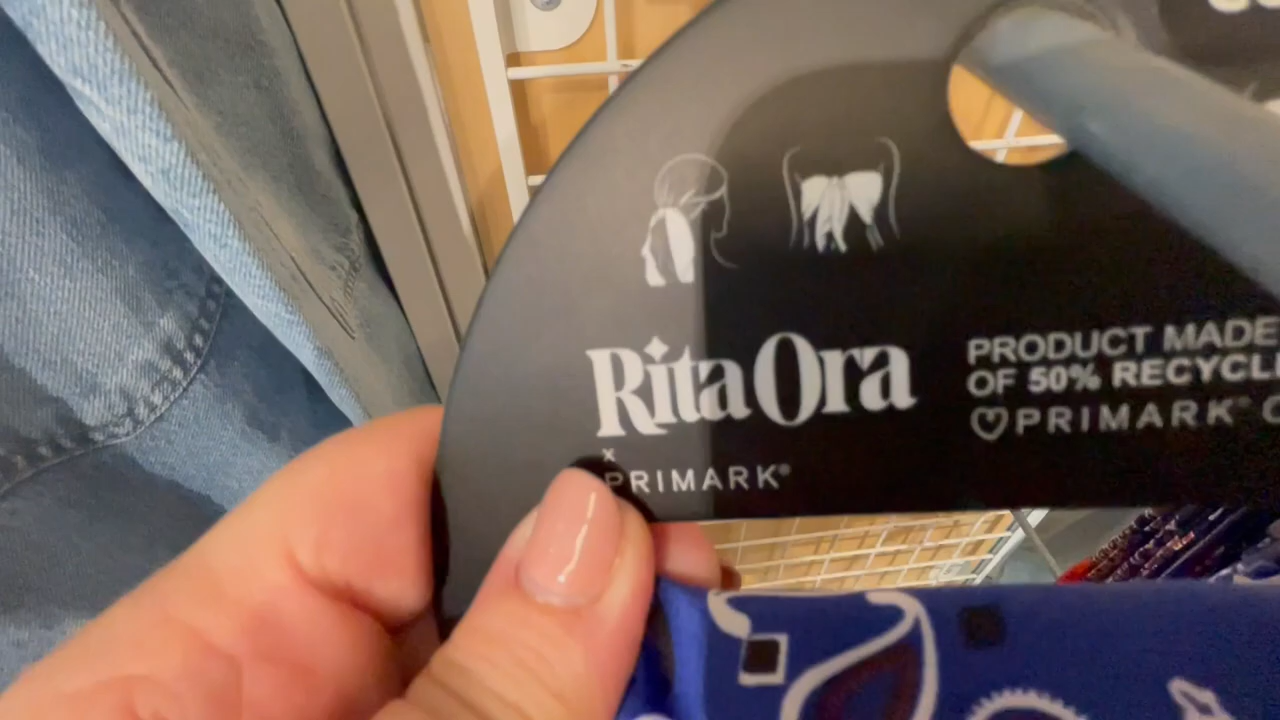 Rita Ora
x
PRIMARK®
PRODUCT MADE
OF 50% RECYCL
PRIMARK®